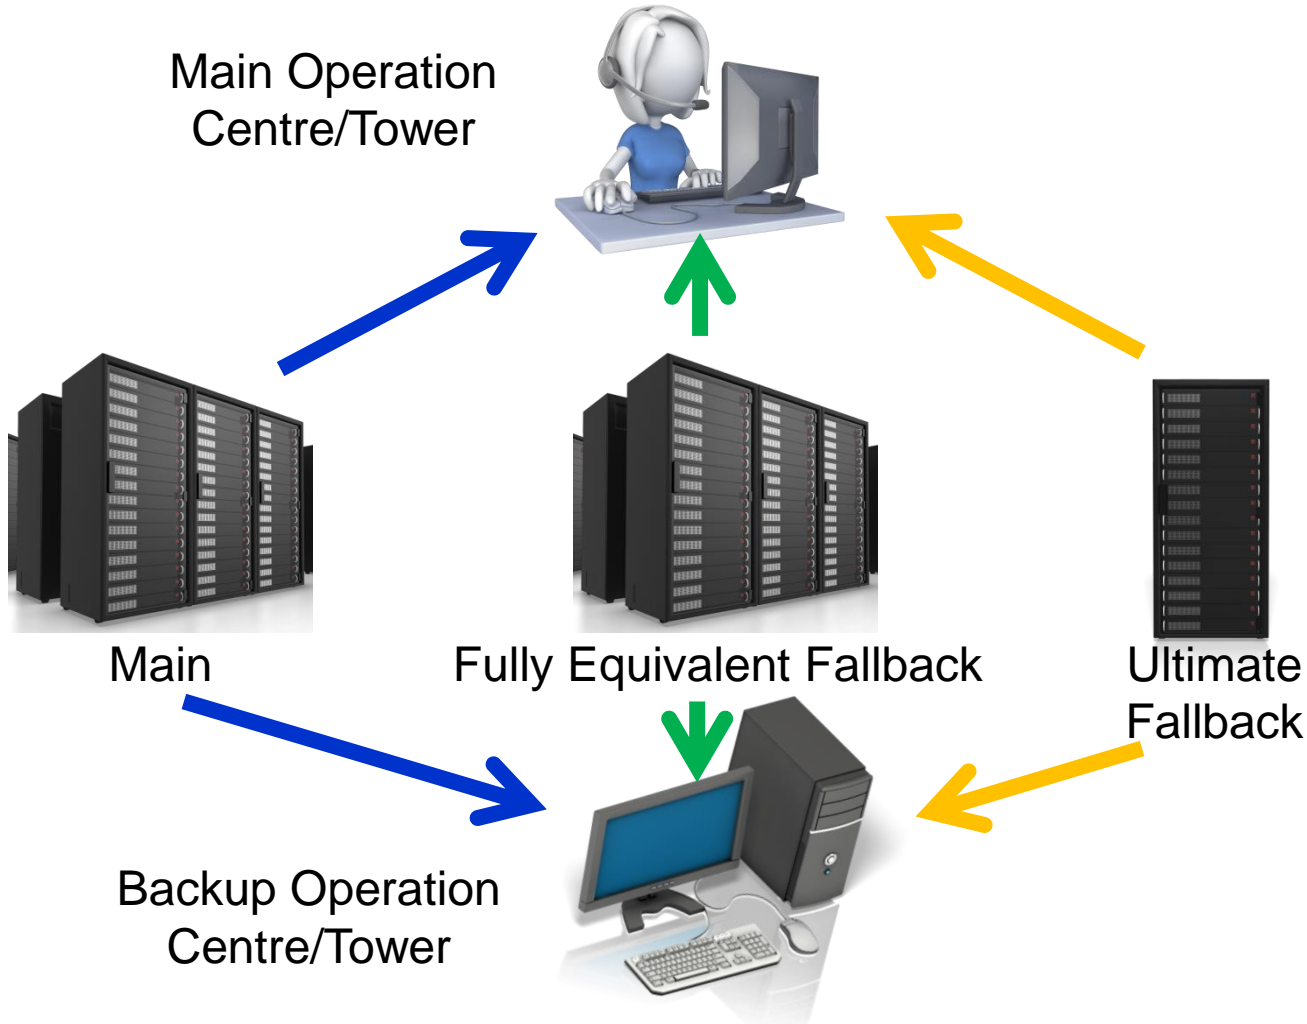 Main Operation
Centre/Tower
Main
Fully Equivalent Fallback
Ultimate
Fallback
Backup Operation
Centre/Tower